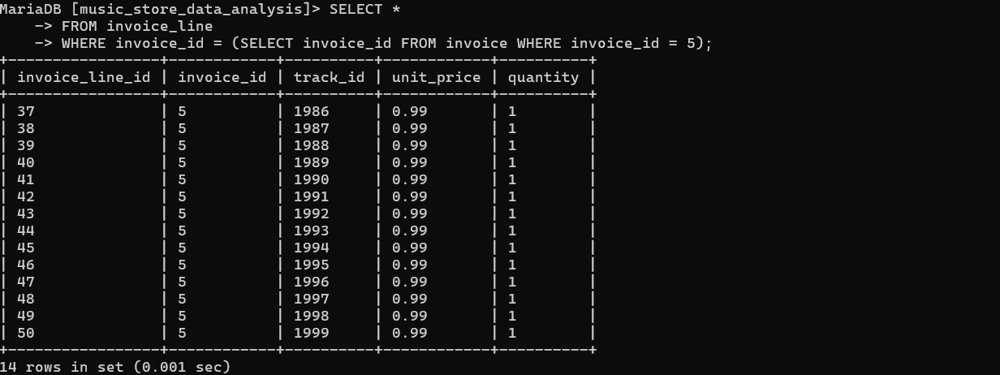 MariaDB [music_store_data_analysis]> SELECT *
    -> FROM invoice_line
    -> WHERE invoice_id = (SELECT invoice_id FROM invoice WHERE invoice_id = 5);
+-----------------+------------+----------+------------+----------+
| invoice_line_id | invoice_id | track_id | unit_price | quantity |
+-----------------+------------+----------+------------+----------+
| 37              | 5          | 1986     | 0.99       | 1        |
| 38              | 5          | 1987     | 0.99       | 1        |
| 39              | 5          | 1988     | 0.99       | 1        |
| 40              | 5          | 1989     | 0.99       | 1        |
| 41              | 5          | 1990     | 0.99       | 1        |
| 42              | 5          | 1991     | 0.99       | 1        |
| 43              | 5          | 1992     | 0.99       | 1        |
| 44              | 5          | 1993     | 0.99       | 1        |
| 45              | 5          | 1994     | 0.99       | 1        |
| 46              | 5          | 1995     | 0.99       | 1        |
| 47              | 5          | 1996     | 0.99       | 1        |
| 48              | 5          | 1997     | 0.99       | 1        |
| 49              | 5          | 1998     | 0.99       | 1        |
| 50              | 5          | 1999     | 0.99       | 1        |
+-----------------+------------+----------+------------+----------+
14 rows in set (0.001 sec)